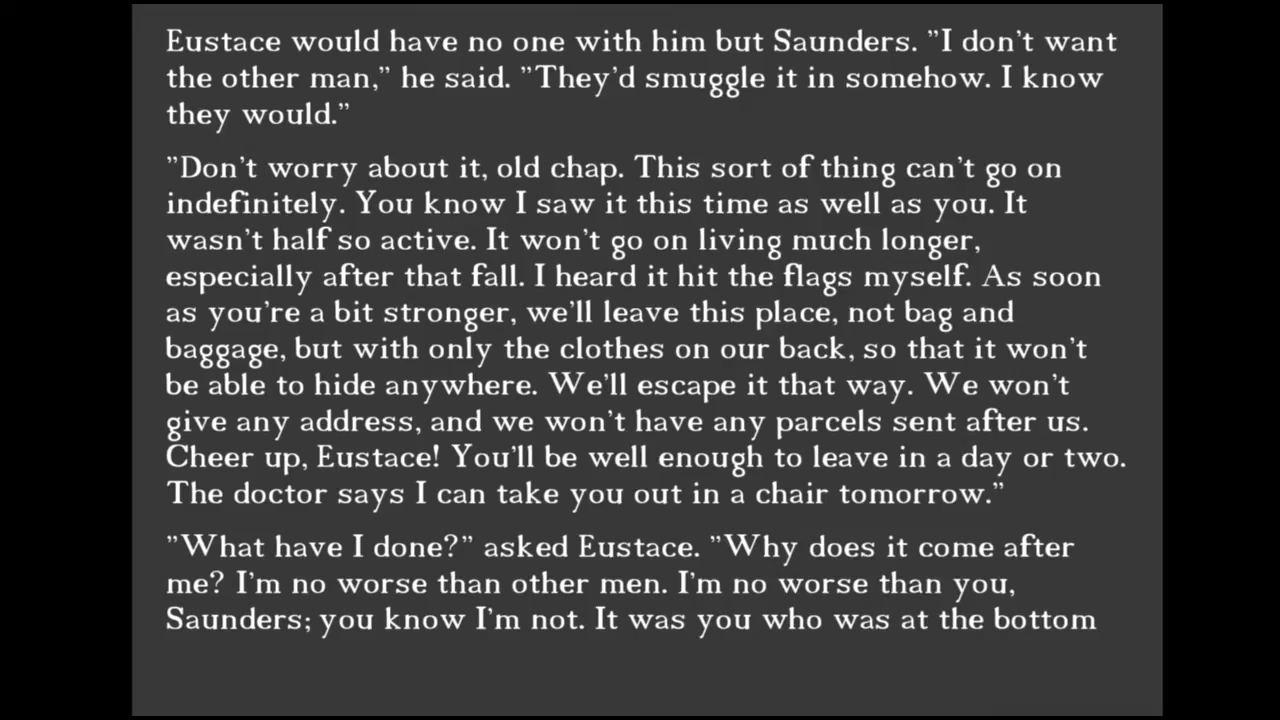 Eustace would have no one with him but Saunders. ”I don’t want
the other man,” he said. ”They’d smuggle it in somehow. I know
they would.”
”Don’t worry about it, old chap. This sort of thing can’t go on
indefinitely. You know I saw it this time as well as you. It
wasn’t half so active. It won’t go on living much longer,
especially after that fall. I heard it hit the flags myself. As soon
as you’re a bit stronger, we’ll leave this place, not bag and
baggage, but with only the clothes on our back, so that it won’t
be able to hide anywhere. We’ll escape it that way. We won’t
give any address, and we won’t have any parcels sent after us.
Cheer up, Eustace! You’ll be well enough to leave in a day or two.
The doctor says I can take you out in a chair tomorrow.”
”What have I done?” asked Eustace. ”Why does it come after
me? I’m no worse than other men. I’m no worse than you,
Saunders; you know I’m not. It was you who was at the bottom